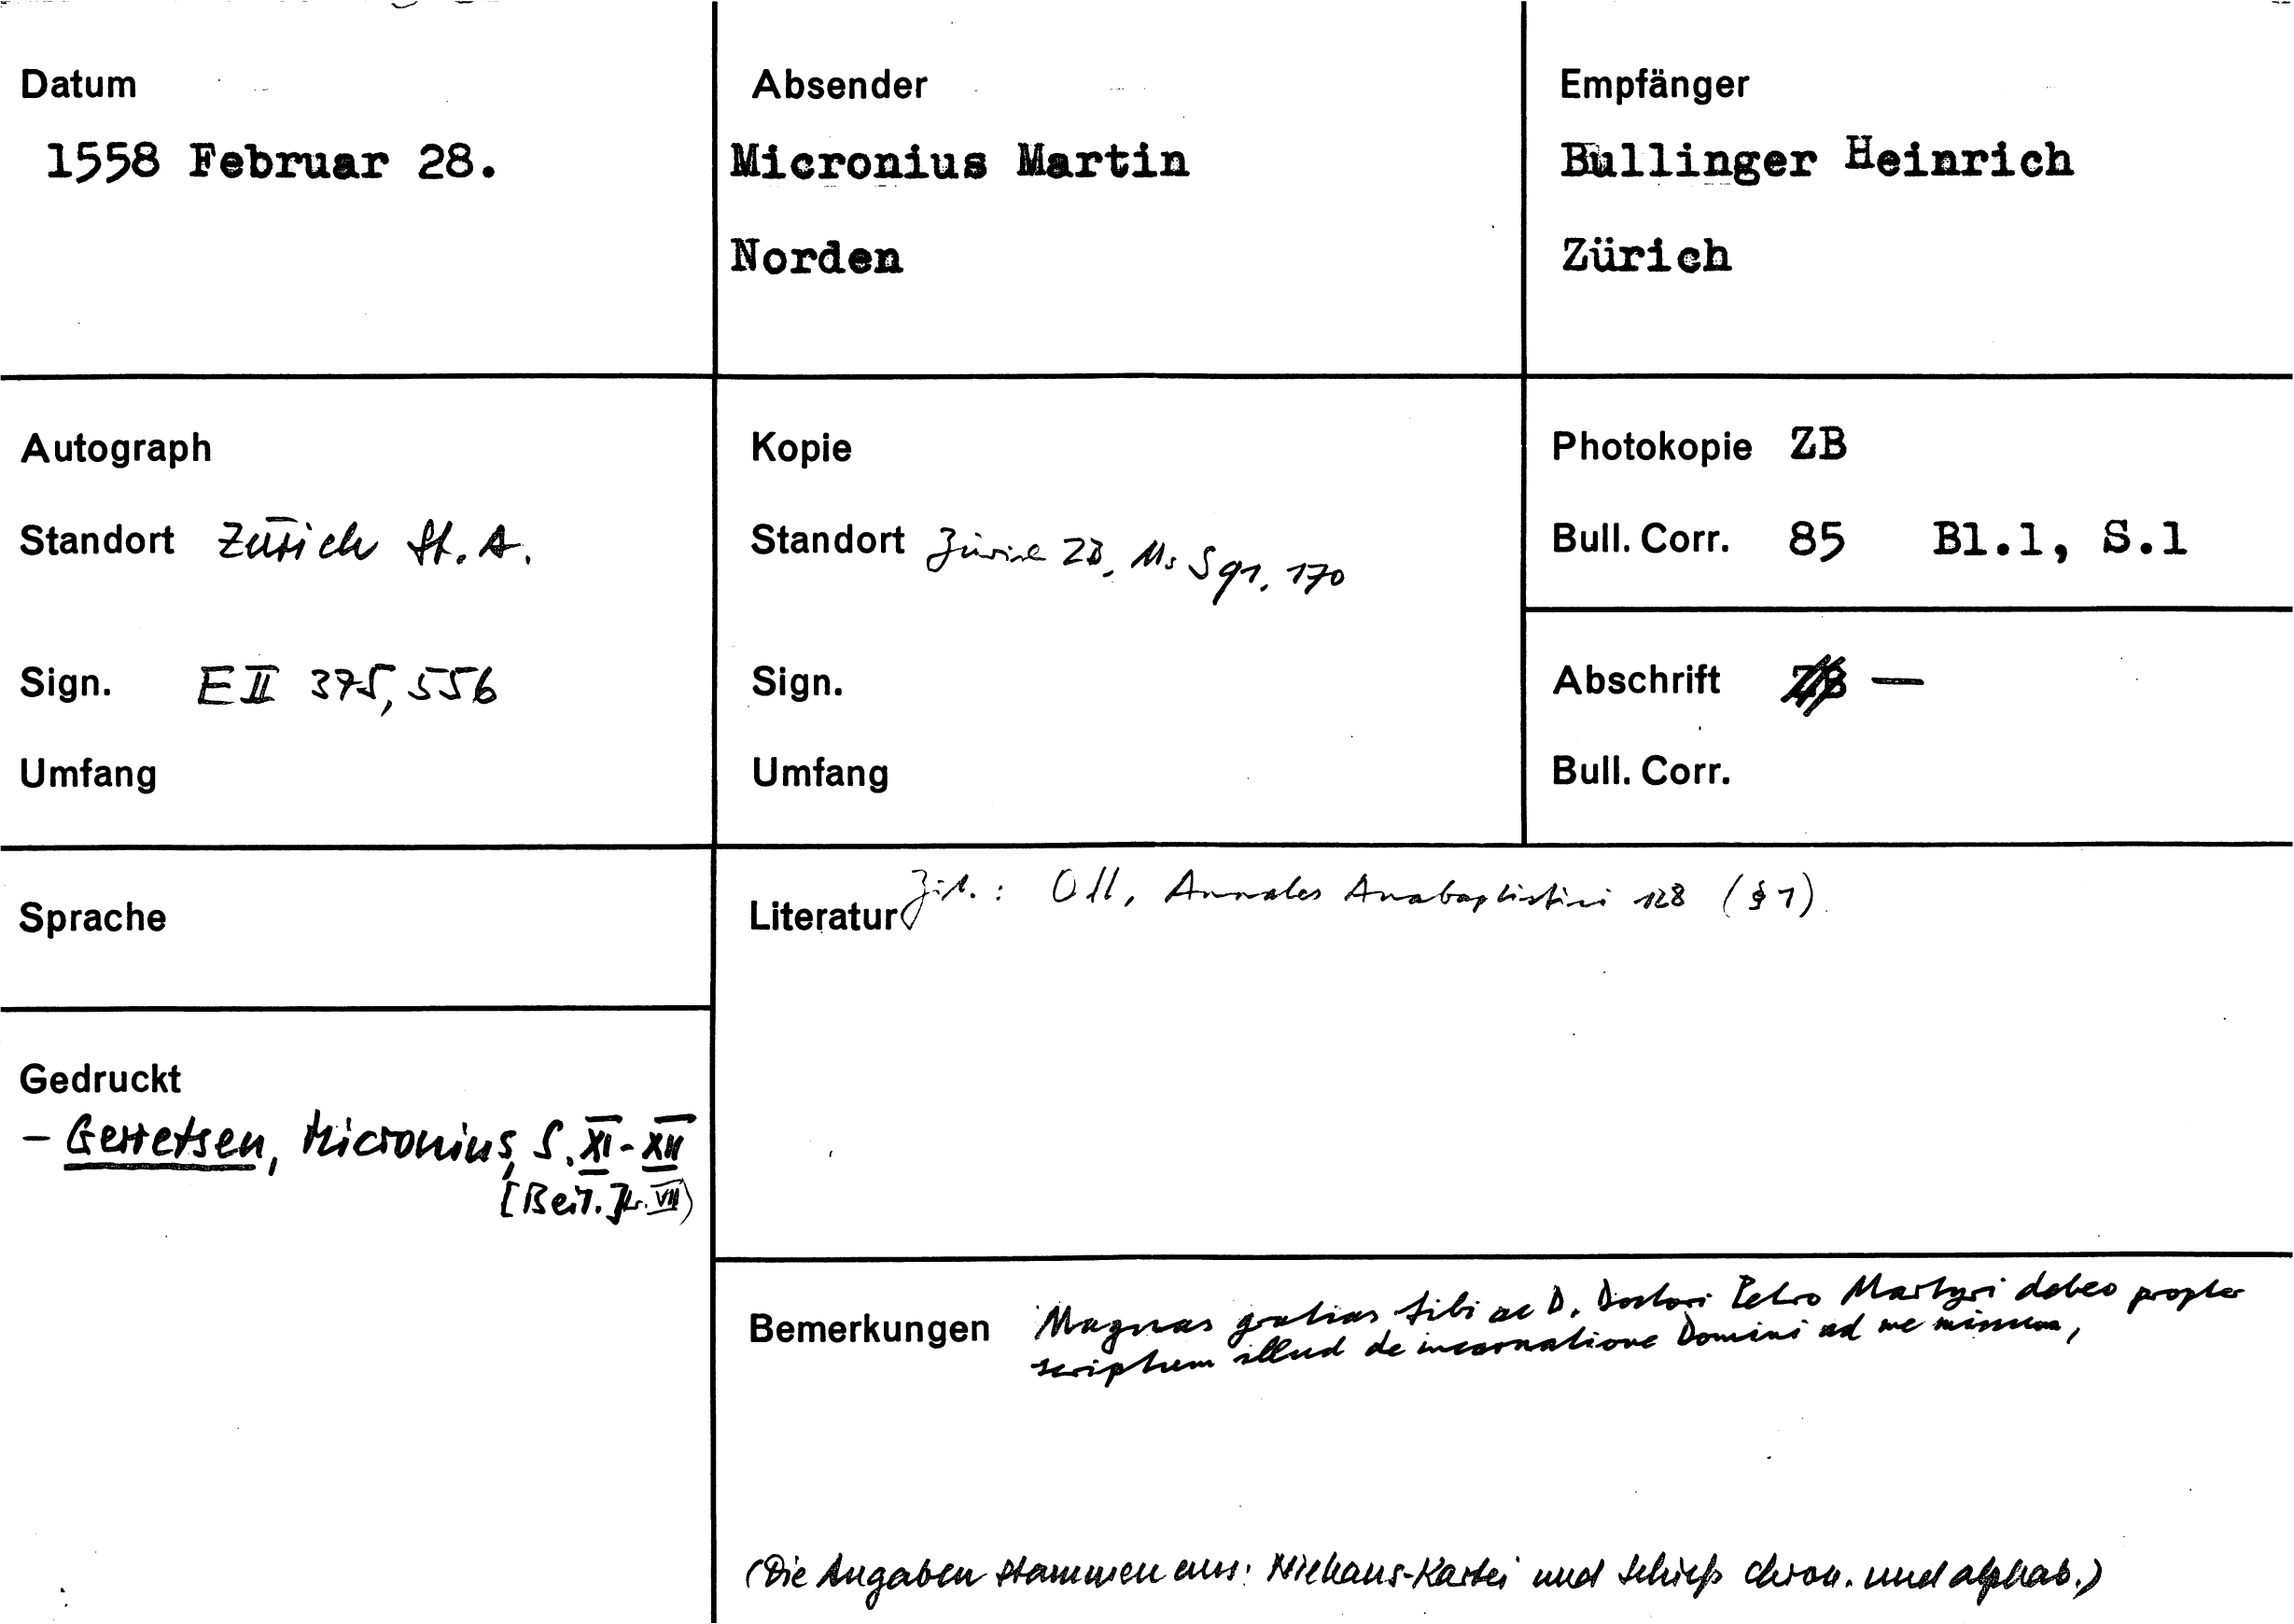 Datum
1558 Februar 28.
Absender
Micronius Martin
Norden
Empfänger
Bullinger Heinrich
Zürich
Autograph
Standort Zürich St. A.
Sign. E II 375, 556
Umfang
Kopie
Standort Zürich ZB, Ms S 91, 170
Sign.
Umfang
Photokopie ZB
Bull. Corr. 85 Bl.1, S.1
Abschrift ZB —
Bull. Corr.
Sprache
Literatur Zit.: Ott, Annales Anabaptistici 128 (§ 1).
Gedruckt
- Gerretsen, Micronius, S. XI - XII
[Beil. Nr. VII)
Bemerkungen Magnas gratias tibi ac D. Doctori Petro Martyri debeo propter
scriptum illud de incarnatione Domini ad me missum,
(Die Angaben stammen aus: Niehaus-Kartei und Schieß chron. und alphab.)